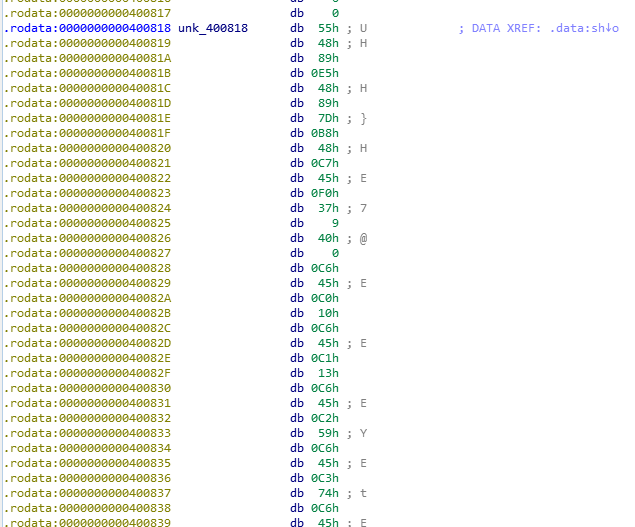 .rodata:0000000000400817 db 0
.rodata:0000000000400818 unk_400818 db 55h ; U ; DATA XREF: .data:sh↓o
.rodata:0000000000400819 db 48h ; H
.rodata:000000000040081A db 89h
.rodata:000000000040081B db 0E5h
.rodata:000000000040081C db 48h ; H
.rodata:000000000040081D db 89h
.rodata:000000000040081E db 7Dh ; }
.rodata:000000000040081F db 0B8h
.rodata:0000000000400820 db 48h ; H
.rodata:0000000000400821 db 0C7h
.rodata:0000000000400822 db 45h ; E
.rodata:0000000000400823 db 0F0h
.rodata:0000000000400824 db 37h ; 7
.rodata:0000000000400825 db 9
.rodata:0000000000400826 db 40h ; @
.rodata:0000000000400827 db 0
.rodata:0000000000400828 db 0C6h
.rodata:0000000000400829 db 45h ; E
.rodata:000000000040082A db 0C0h
.rodata:000000000040082B db 10h
.rodata:000000000040082C db 0C6h
.rodata:000000000040082D db 45h ; E
.rodata:000000000040082E db 0C1h
.rodata:000000000040082F db 13h
.rodata:0000000000400830 db 0C6h
.rodata:0000000000400831 db 45h ; E
.rodata:0000000000400832 db 0C2h
.rodata:0000000000400833 db 59h ; Y
.rodata:0000000000400834 db 0C6h
.rodata:0000000000400835 db 45h ; E
.rodata:0000000000400836 db 0C3h
.rodata:0000000000400837 db 74h ; t
.rodata:0000000000400838 db 0C6h
.rodata:0000000000400839 db 45h ; E